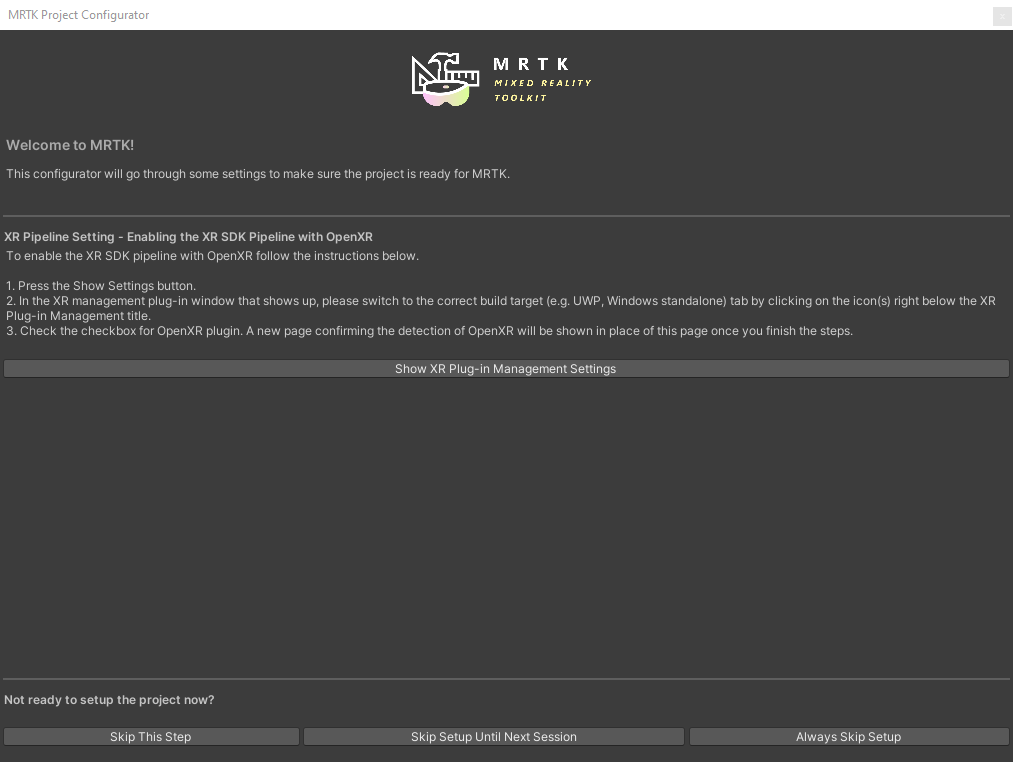 MRTK Project Configurator
MRTK
MIXED REALITY
TOOLKIT
Welcome to MRTK!
This configurator will go through some settings to make sure the project is ready for MRTK.
XR Pipeline Setting - Enabling the XR SDK Pipeline with OpenXR
To enable the XR SDK pipeline with OpenXR follow the instructions below.
1. Press the Show Settings button.
2. In the XR management plug-in window that shows up, please switch to the correct build target (e.g. UWP, Windows standalone) tab by clicking on the icon(s) right below the XR
Plug-in Management title.
3. Check the checkbox for OpenXR plugin. A new page confirming the detection of OpenXR will be shown in place of this page once you finish the steps.
Show XR Plug-in Management Settings
Not ready to setup the project now?
Skip This Step
Skip Setup Until Next Session
Always Skip Setup